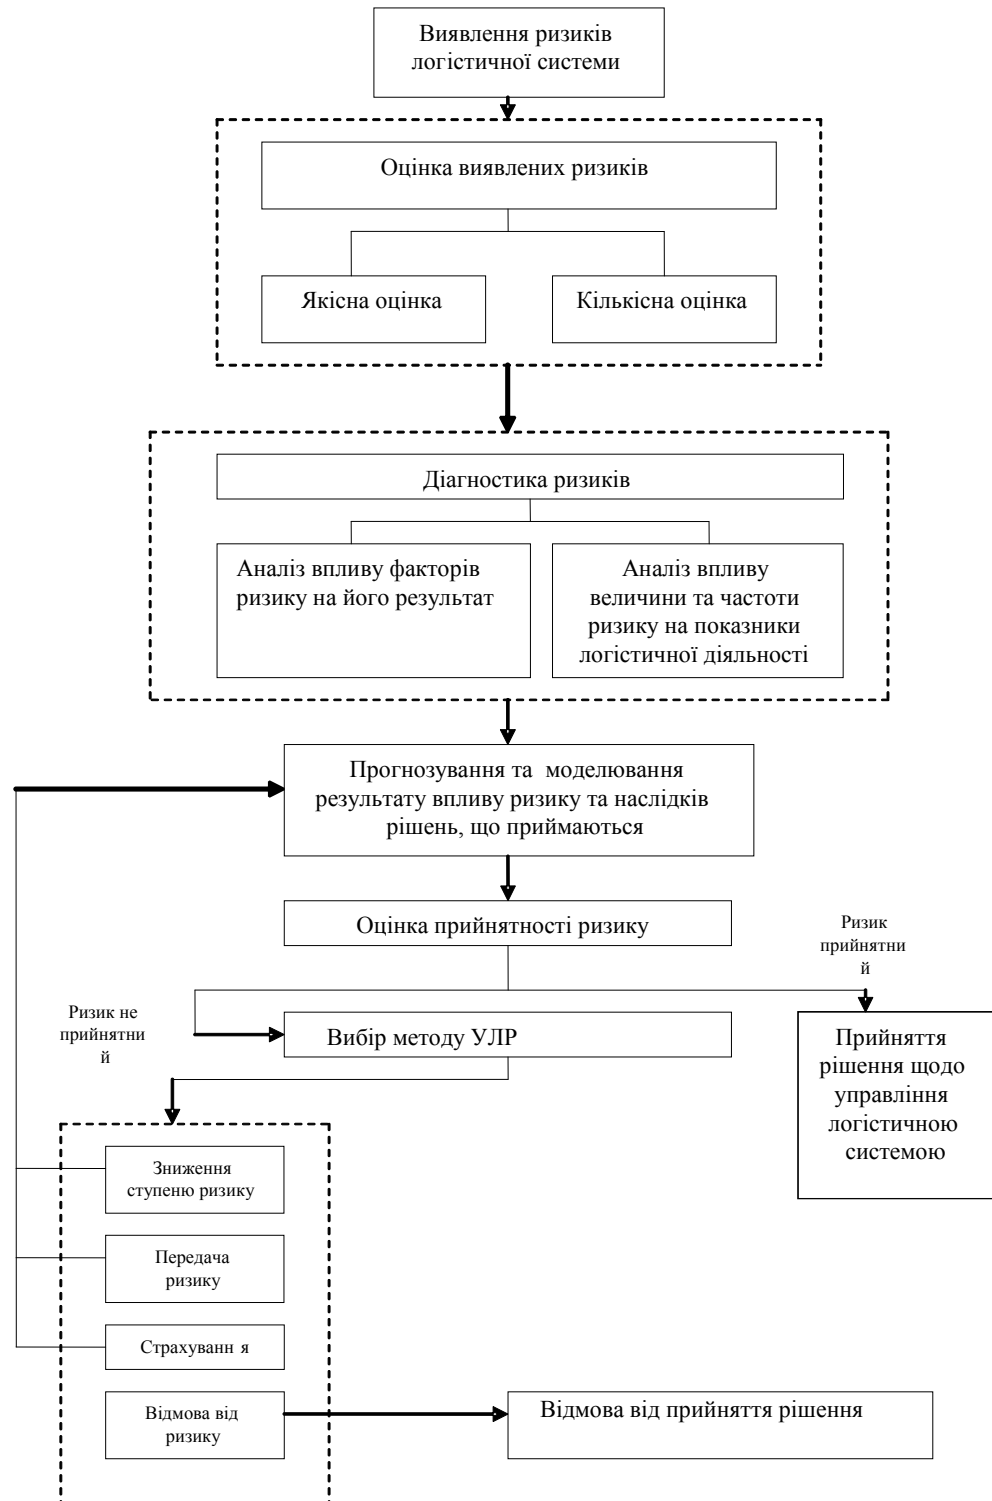 Виявлення ризиків
логістичної системи
Оцінка виявлених ризиків
Якісна оцінка
Кількісна оцінка
Діагностика ризиків
Аналіз впливу факторів
ризику на його результат
Аналіз впливу
величини та частоти
ризику на показники
логістичної діяльності
Прогнозування та моделювання
результату впливу ризику та наслідків
рішень, що приймаються
Оцінка прийнятності ризику
Ризик
прийнятни
й
Ризик не
прийнятни
й
Вибір методу УЛР
Прийняття
рішення щодо
управління
логістичною
системою
Зниження
ступеню ризику
Передача
ризику
Страхуванн я
Відмова від
ризику
Відмова від прийняття рішення